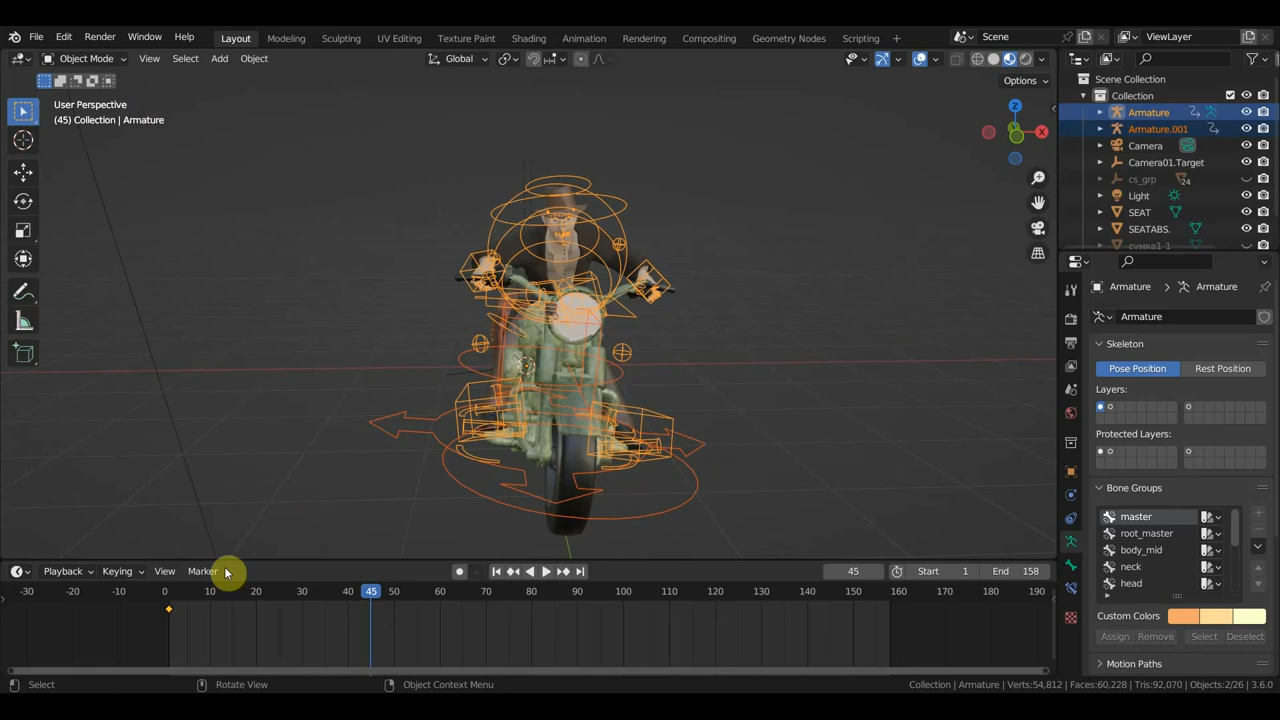 File Edit Render Window Help Layout Modeling Sculpting UV Editing Texture Paint Shading Animation Rendering Compositing Geometry Nodes Scripting + Scene ViewLayer
Object Mode View Select Add Object Global
Options
User Perspective
(45) Collection | Armature
X
Scene Collection
Collection
Armature
Armature.001
Camera
Camera01.Target
cs_grp 24
Light
SEAT
SEATABS.
сумка1-1
Armature > Armature
Armature
Skeleton
Pose Position Rest Position
Layers:
Protected Layers:
Bone Groups
master
root_master
body_mid
neck
head
Custom Colors
Assign Remove Select Deselect
Motion Paths
Playback Keying View Marker 45 Start 1 End 158
-30 -20 -10 0 10 20 30 40 45 50 60 70 80 90 100 110 120 130 140 150 160 170 180 190
Select Rotate View Object Context Menu Collection | Armature | Verts:54,812 | Faces:60,228 | Tris:92,070 | Objects:2/26 | 3.6.0